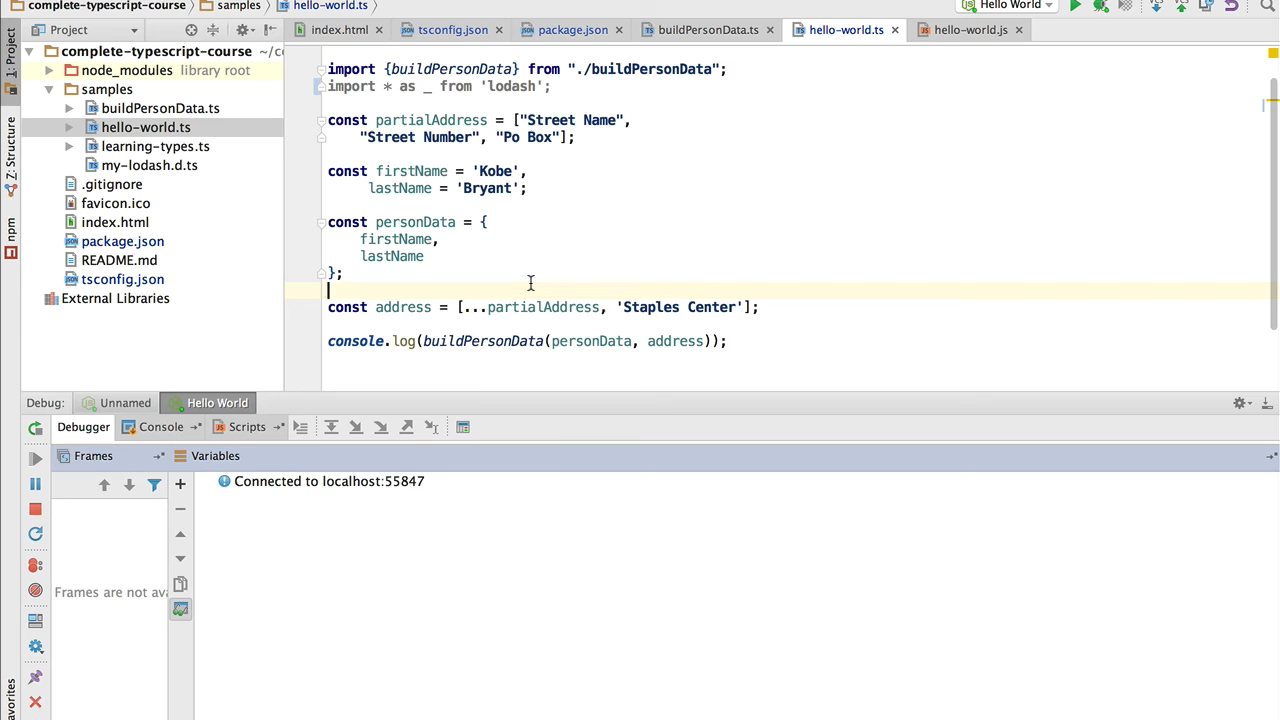 complete-typescript-course samples hello-world.ts Hello World
Project
index.html tsconfig.json package.json buildPersonData.ts hello-world.ts hello-world.js
1: Project
Z: Structure
npm
complete-typescript-course
node_modules library root
samples
buildPersonData.ts
hello-world.ts
learning-types.ts
my-lodash.d.ts
.gitignore
favicon.ico
index.html
package.json
README.md
tsconfig.json
External Libraries
import {buildPersonData} from "./buildPersonData";
import * as _ from 'lodash';
const partialAddress = ["Street Name",
"Street Number", "Po Box"];
const firstName = 'Kobe',
lastName = 'Bryant';
const personData = {
firstName,
lastName
};
const address = [...partialAddress, 'Staples Center'];
console.log(buildPersonData(personData, address));
Debug: Unnamed Hello World
Debugger Console Scripts
Frames Variables
Connected to localhost:55847
Frames are not ava
avorites